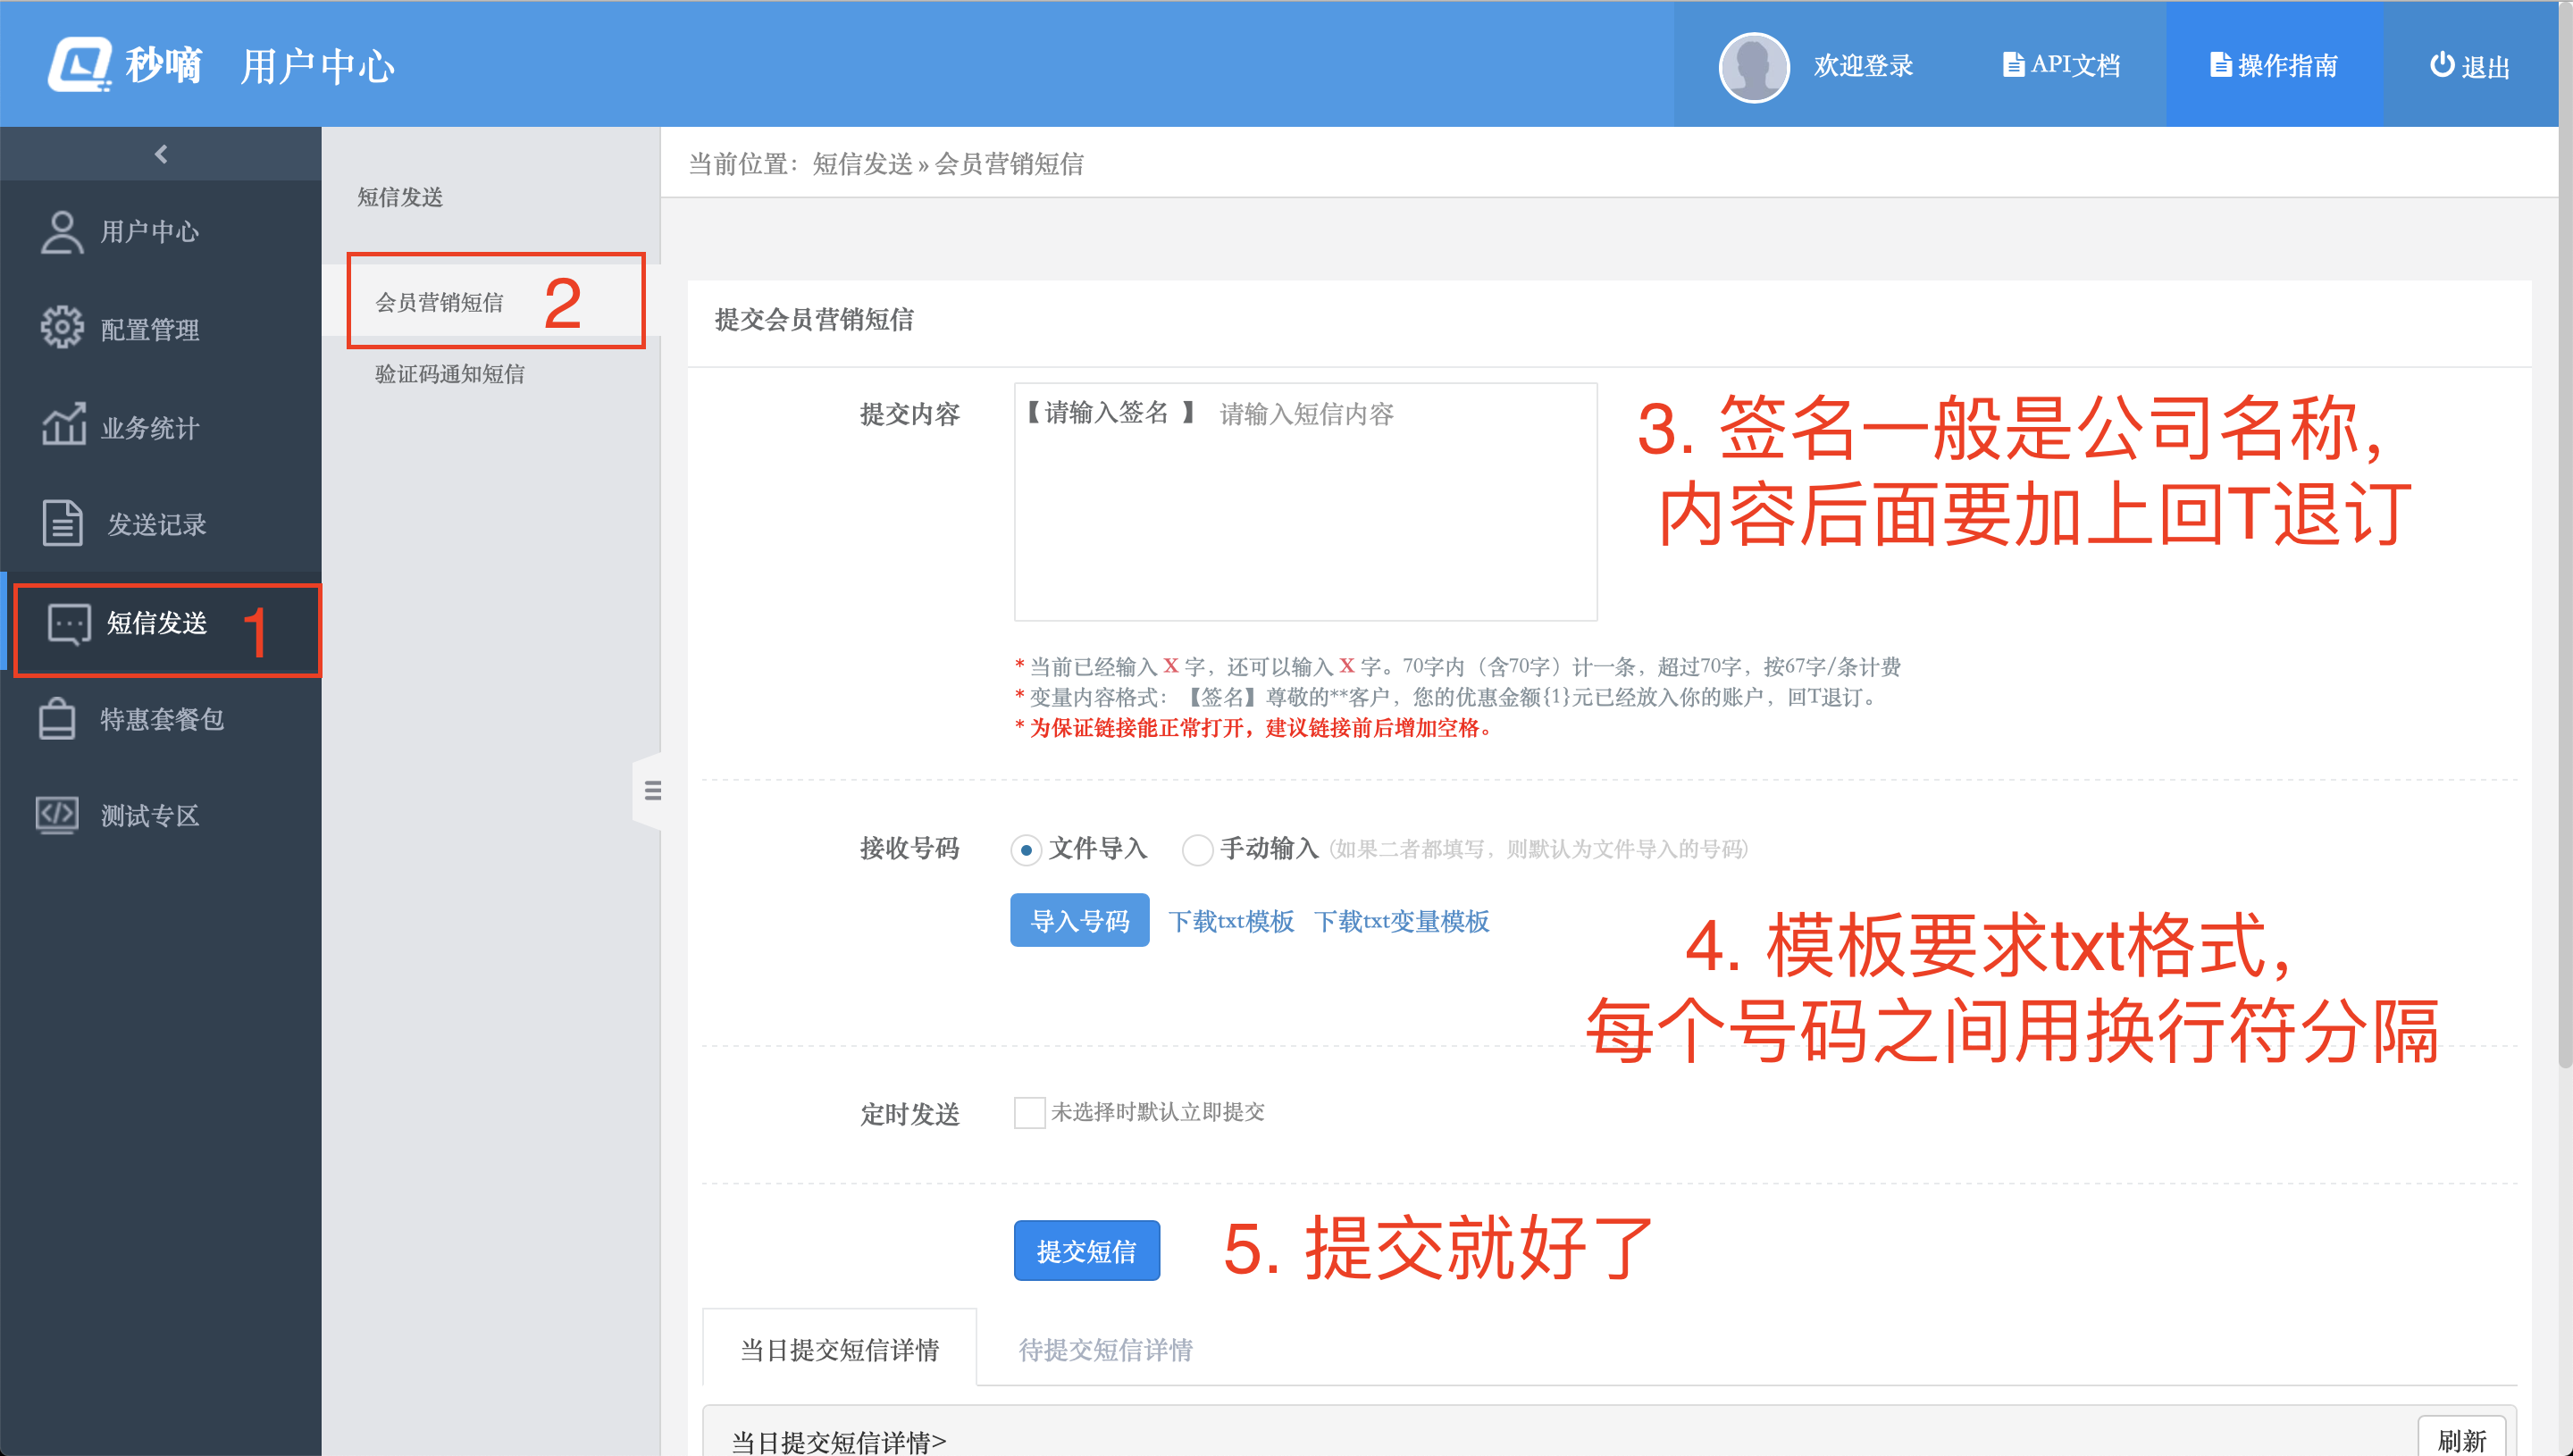 秒嘀 用户中心
欢迎登录
API文档
操作指南
退出
用户中心
配置管理
业务统计
发送记录
短信发送 1
特惠套餐包
测试专区
短信发送
会员营销短信 2
验证码通知短信
当前位置：短信发送 » 会员营销短信
提交会员营销短信
提交内容
【请输入签名 】 请输入短信内容
3. 签名一般是公司名称，
内容后面要加上回T退订
* 当前已经输入 X 字，还可以输入 X 字。70字内（含70字）计一条，超过70字，按67字/条计费
* 变量内容格式：【签名】尊敬的**客户，您的优惠金额{1}元已经放入你的账户，回T退订。
* 为保证链接能正常打开，建议链接前后增加空格。
接收号码
文件导入 手动输入 (如果二者都填写，则默认为文件导入的号码)
导入号码 下载txt模板 下载txt变量模板
4. 模板要求txt格式，
每个号码之间用换行符分隔
定时发送
未选择时默认立即提交
提交短信
5. 提交就好了
当日提交短信详情 待提交短信详情
当日提交短信详情>
刷新